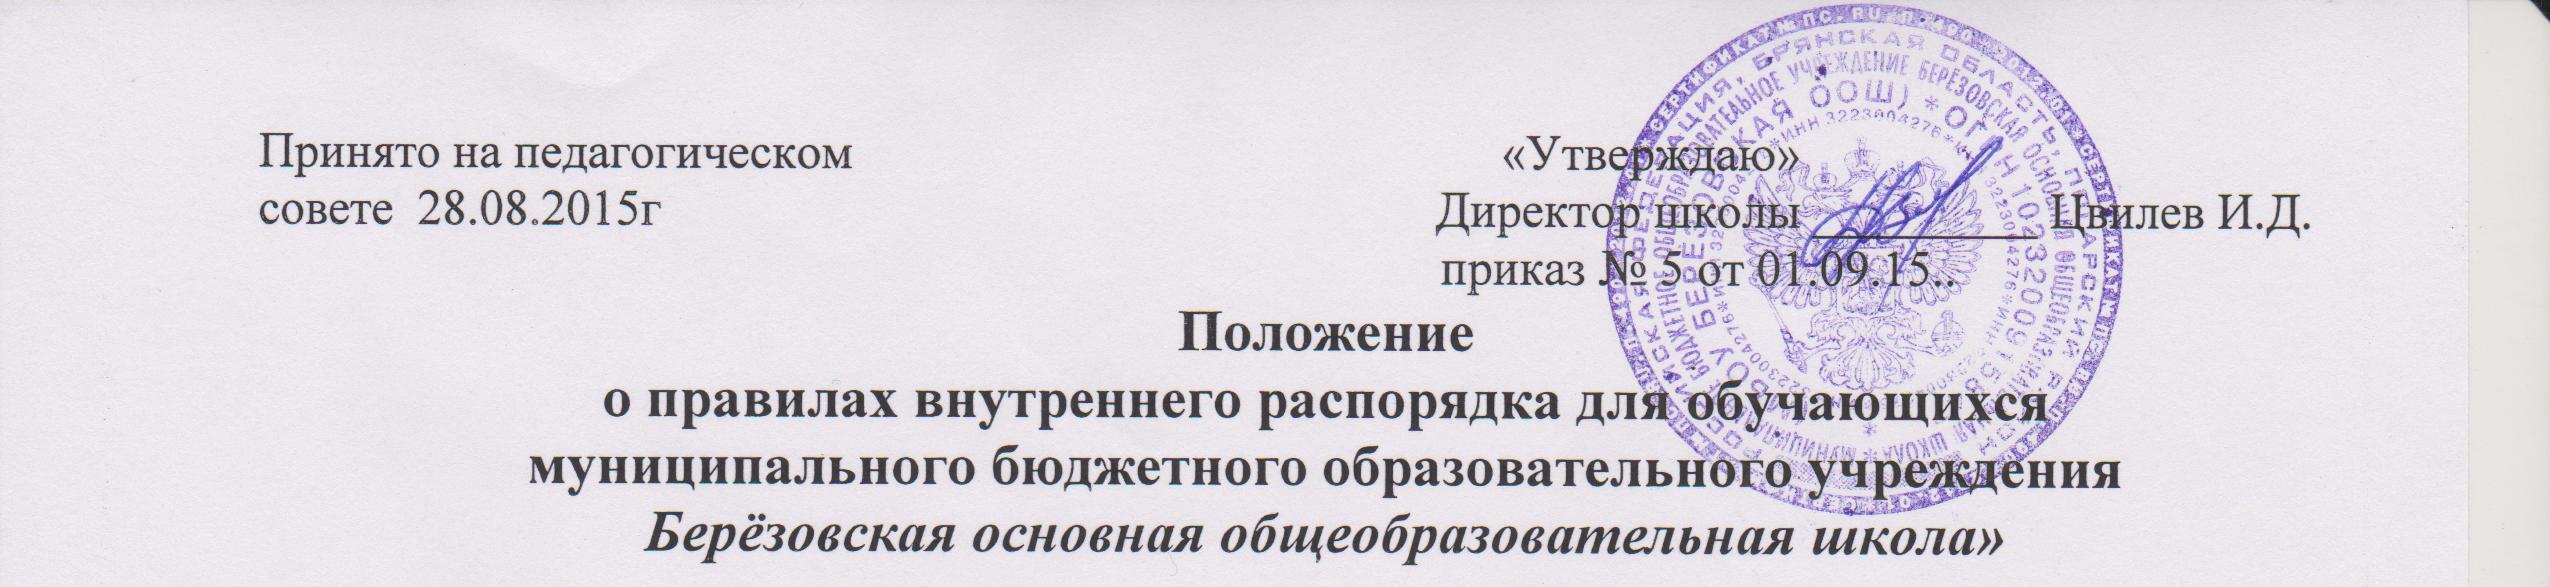 Принято на педагогическом
совете 28.08.2015г
«Утверждаю»
Директор школы __________ Цвилев И.Д.
приказ № 5 от 01.09.15..
Положение
о правилах внутреннего распорядка для обучающихся
муниципального бюджетного образовательного учреждения
Берёзовская основная общеобразовательная школа»